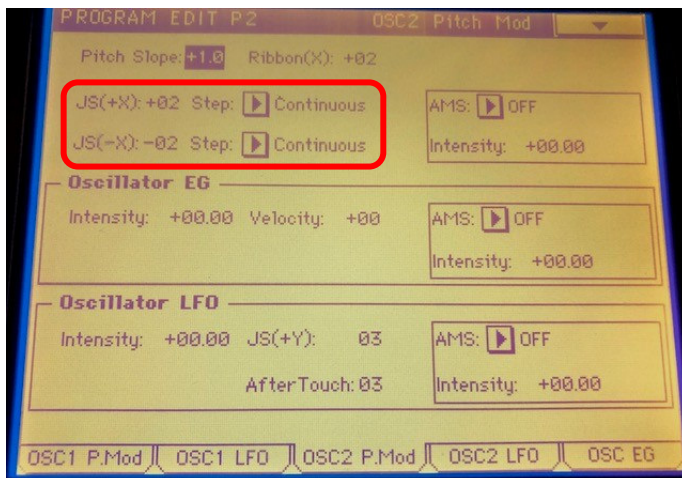 PROGRAM EDIT P2 OSC2 Pitch Mod
Pitch Slope: +1.0 Ribbon(X): +02
JS(+X): +02 Step: Continuous
AMS: OFF
JS(-X): -02 Step: Continuous
Intensity: +00.00
Oscillator EG
Intensity: +00.00 Velocity: +00
AMS: OFF
Intensity: +00.00
Oscillator LFO
Intensity: +00.00 JS(+Y): 03
AMS: OFF
AfterTouch: 03
Intensity: +00.00
OSC1 P.Mod OSC1 LFO OSC2 P.Mod OSC2 LFO OSC EG